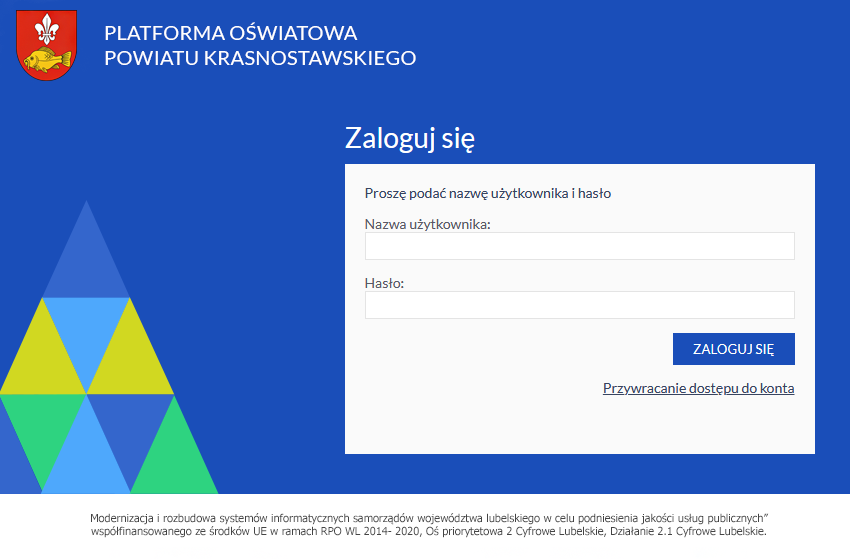 PLATFORMA OŚWIATOWA
POWIATU KRASNOSTAWSKIEGO
Zaloguj się
Proszę podać nazwę użytkownika i hasło
Nazwa użytkownika:
Hasło:
ZALOGUJ SIĘ
Przywracanie dostępu do konta
Modernizacja i rozbudowa systemów informatycznych samorządów województwa lubelskiego w celu podniesienia jakości usług publicznych”
współfinansowanego ze środków UE w ramach RPO WL 2014- 2020, Oś priorytetowa 2 Cyfrowe Lubelskie, Działanie 2.1 Cyfrowe Lubelskie.